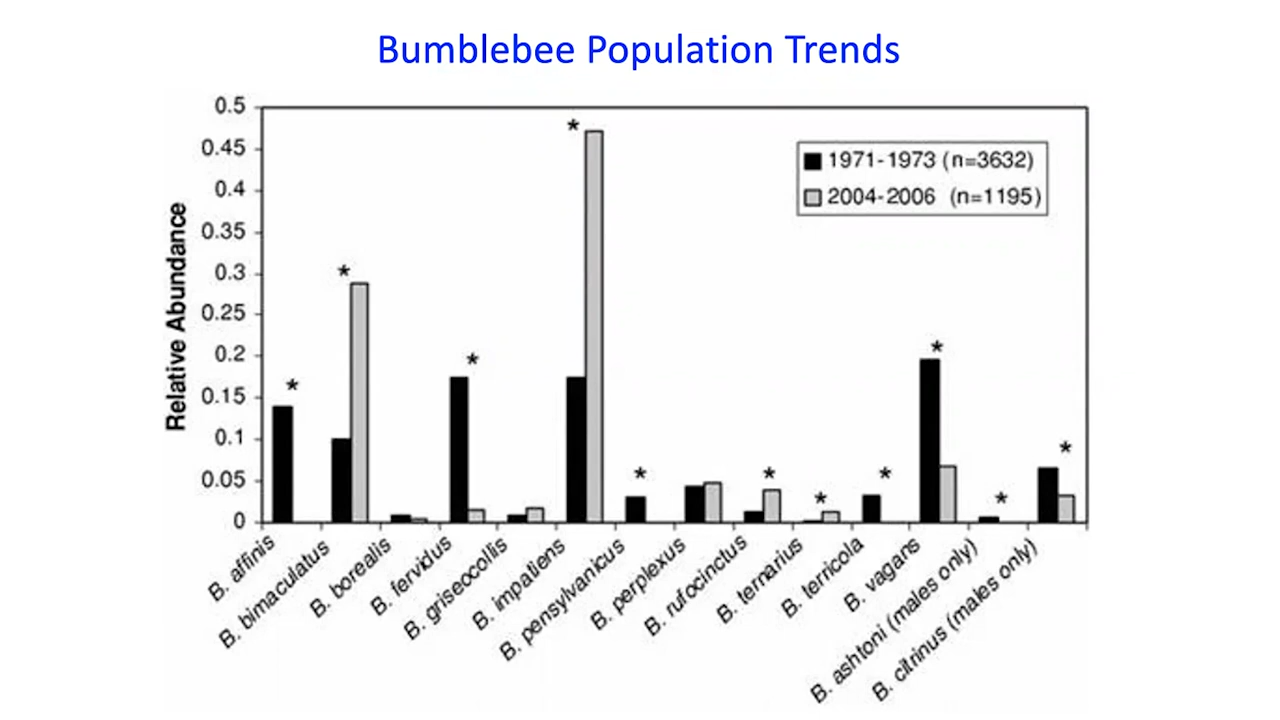 Bumblebee Population Trends
0.5
0.45
0.4
0.35
0.3
0.25
0.2
0.15
0.1
0.05
0
Relative Abundance
1971-1973 (n=3632)
2004-2006 (n=1195)
*
*
*
*
*
*
*
*
*
*
*
B. affinis
B. bimaculatus
B. borealis
B. fervidus
B. griseocollis
B. impatiens
B. pensylvanicus
B. perplexus
B. rufocinctus
B. ternarius
B. terricola
B. vagans
B. ashtoni (males only)
B. citrinus (males only)